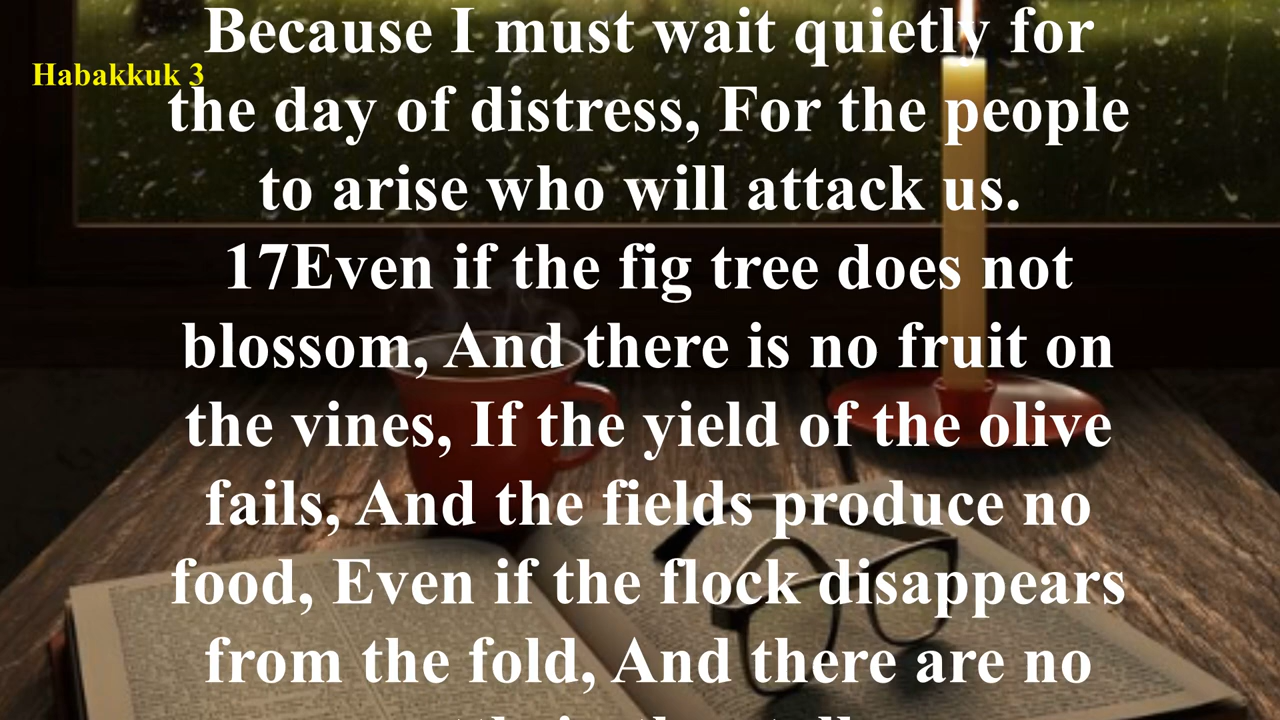 Because I must wait quietly for
Habakkuk 3
the day of distress, For the people
to arise who will attack us.
17Even if the fig tree does not
blossom, And there is no fruit on
the vines, If the yield of the olive
fails, And the fields produce no
food, Even if the flock disappears
from the fold, And there are no